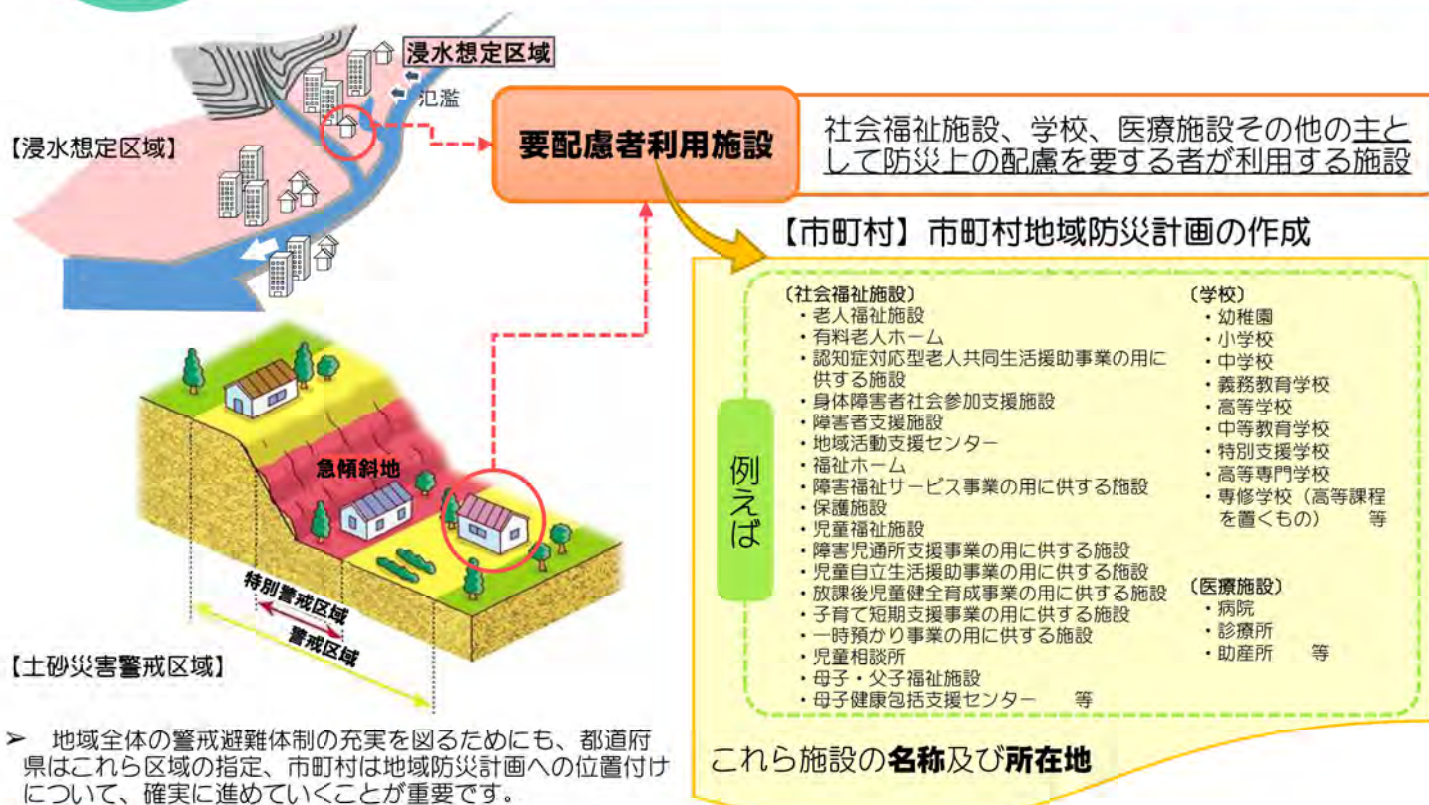 浸水想定区域
氾濫
【浸水想定区域】
要配慮者利用施設
社会福祉施設、学校、医療施設その他の主と
して防災上の配慮を要する者が利用する施設
【市町村】市町村地域防災計画の作成
例えば
〔社会福祉施設〕
・老人福祉施設
・有料老人ホーム
・認知症対応型老人共同生活援助事業の用に
供する施設
・身体障害者社会参加支援施設
・障害者支援施設
・地域活動支援センター
・福祉ホーム
・障害福祉サービス事業の用に供する施設
・保護施設
・児童福祉施設
・障害児通所支援事業の用に供する施設
・児童自立生活援助事業の用に供する施設
・放課後児童健全育成事業の用に供する施設
・子育て短期支援事業の用に供する施設
・一時預かり事業の用に供する施設
・児童相談所
・母子・父子福祉施設
・母子健康包括支援センター 等
〔学校〕
・幼稚園
・小学校
・中学校
・義務教育学校
・高等学校
・中等教育学校
・特別支援学校
・高等専門学校
・専修学校（高等課程
を置くもの） 等
〔医療施設〕
・病院
・診療所
・助産所 等
これら施設の名称及び所在地
急傾斜地
特別警戒区域
警戒区域
【土砂災害警戒区域】
➢ 地域全体の警戒避難体制の充実を図るためにも、都道府
県はこれら区域の指定、市町村は地域防災計画への位置付け
について、確実に進めていくことが重要です。